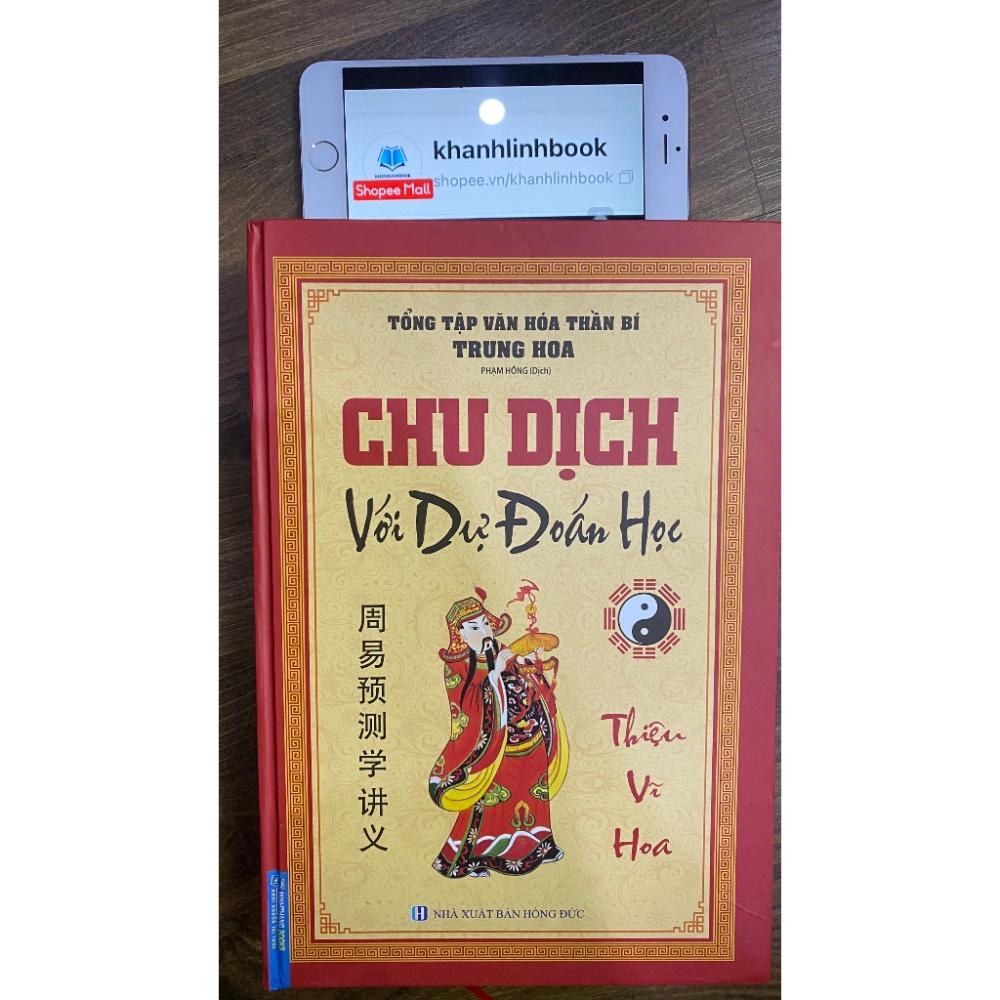 khanhlinhbook
KHANHLINHBOOK
Shopee Mall
shopee.vn/khanhlinhbook
TỔNG TẬP VĂN HÓA THẦN BÍ
TRUNG HOA
PHẠM HỒNG (Dịch)
CHU DỊCH
Với Dự Đoán Học
周易预测学讲义
Thiệu
Vĩ
Hoa
NHÀ XUẤT BẢN HỒNG ĐỨC